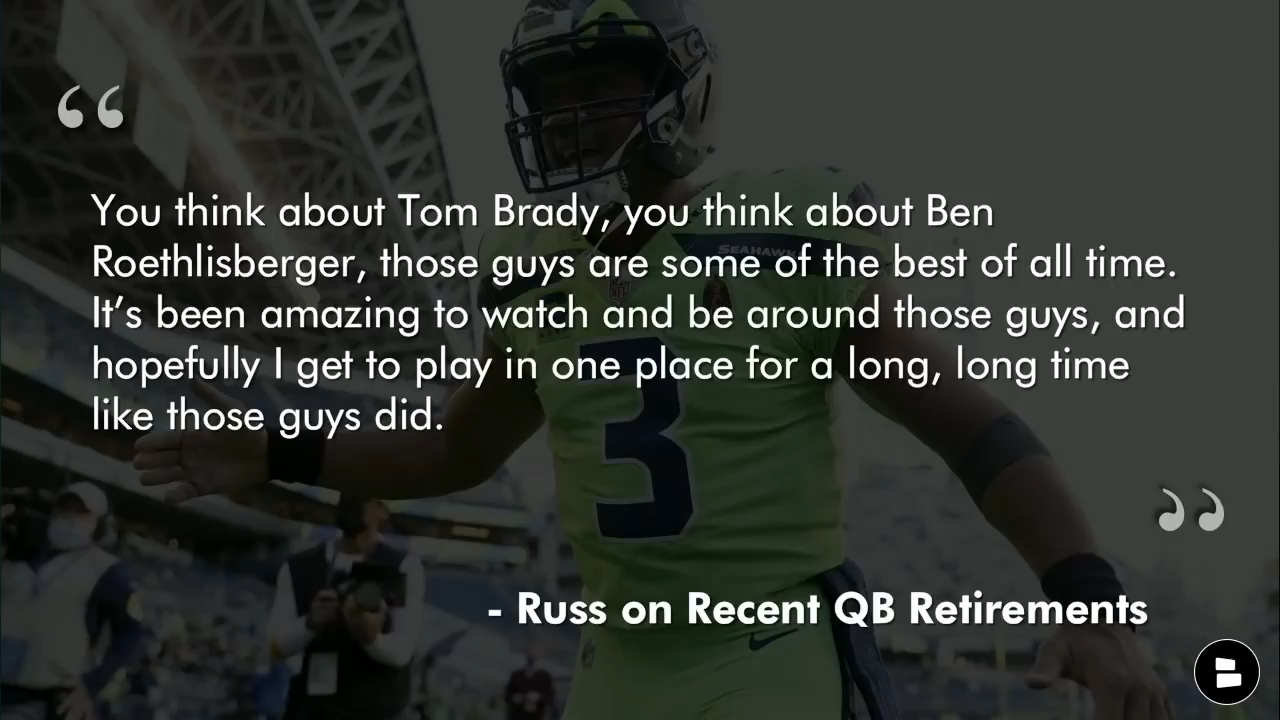 “
You think about Tom Brady, you think about Ben
Roethlisberger, those guys are some of the best of all time.
It’s been amazing to watch and be around those guys, and
hopefully I get to play in one place for a long, long time
like those guys did.
”
- Russ on Recent QB Retirements
SEAHAWKS
3